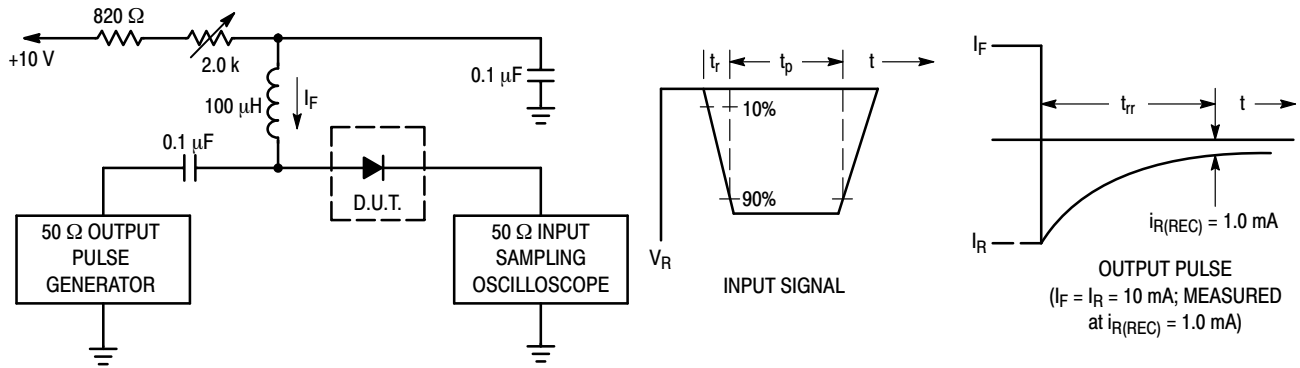 820 Ω
+10 V
2.0 k
100 μH
I_F
0.1 μF
0.1 μF
D.U.T.
50 Ω OUTPUT
PULSE
GENERATOR
50 Ω INPUT
SAMPLING
OSCILLOSCOPE
t_r
t_p
t
10%
90%
V_R
INPUT SIGNAL
I_F
t_rr
t
i_R(REC) = 1.0 mA
I_R
OUTPUT PULSE
(I_F = I_R = 10 mA; MEASURED
at i_R(REC) = 1.0 mA)